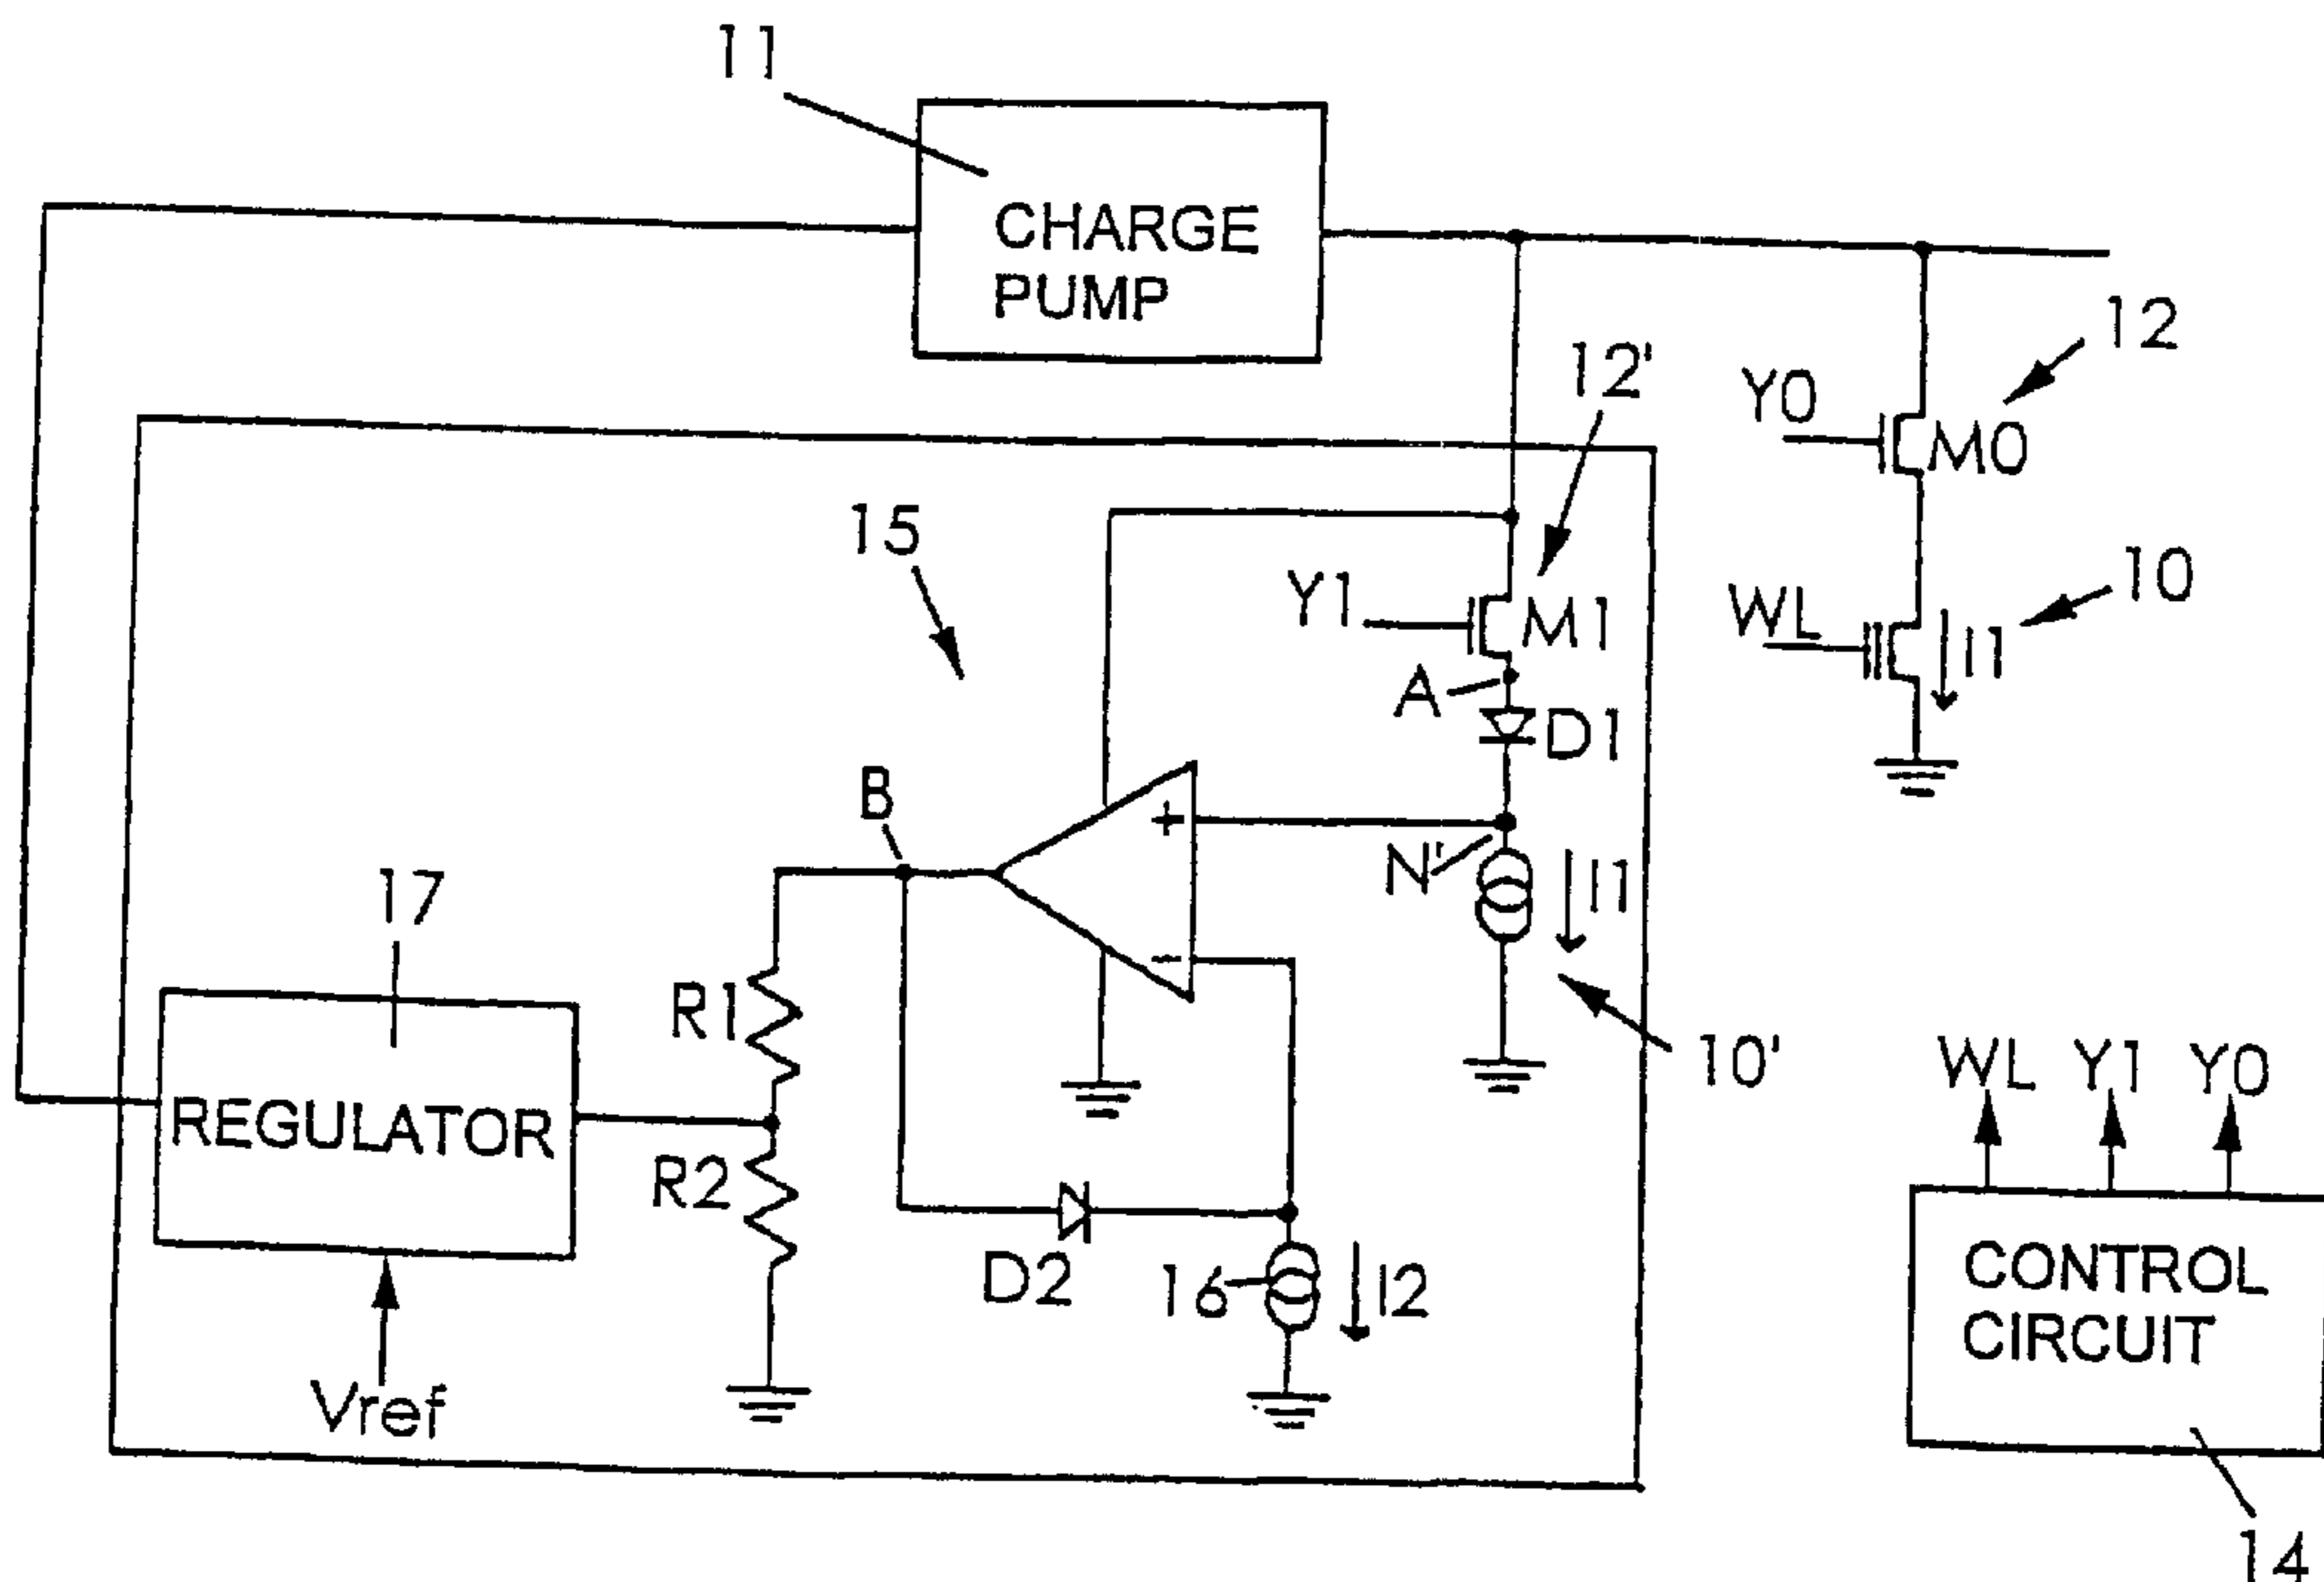 11
CHARGE
PUMP
12
12'
Y0
M0
15
10
Y1
M1
WL
I1
A
D1
B
N'
I1
17
R1
10'
WL Y1 Y0
REGULATOR
R2
CONTROL
CIRCUIT
D2
16
I2
Vref
14